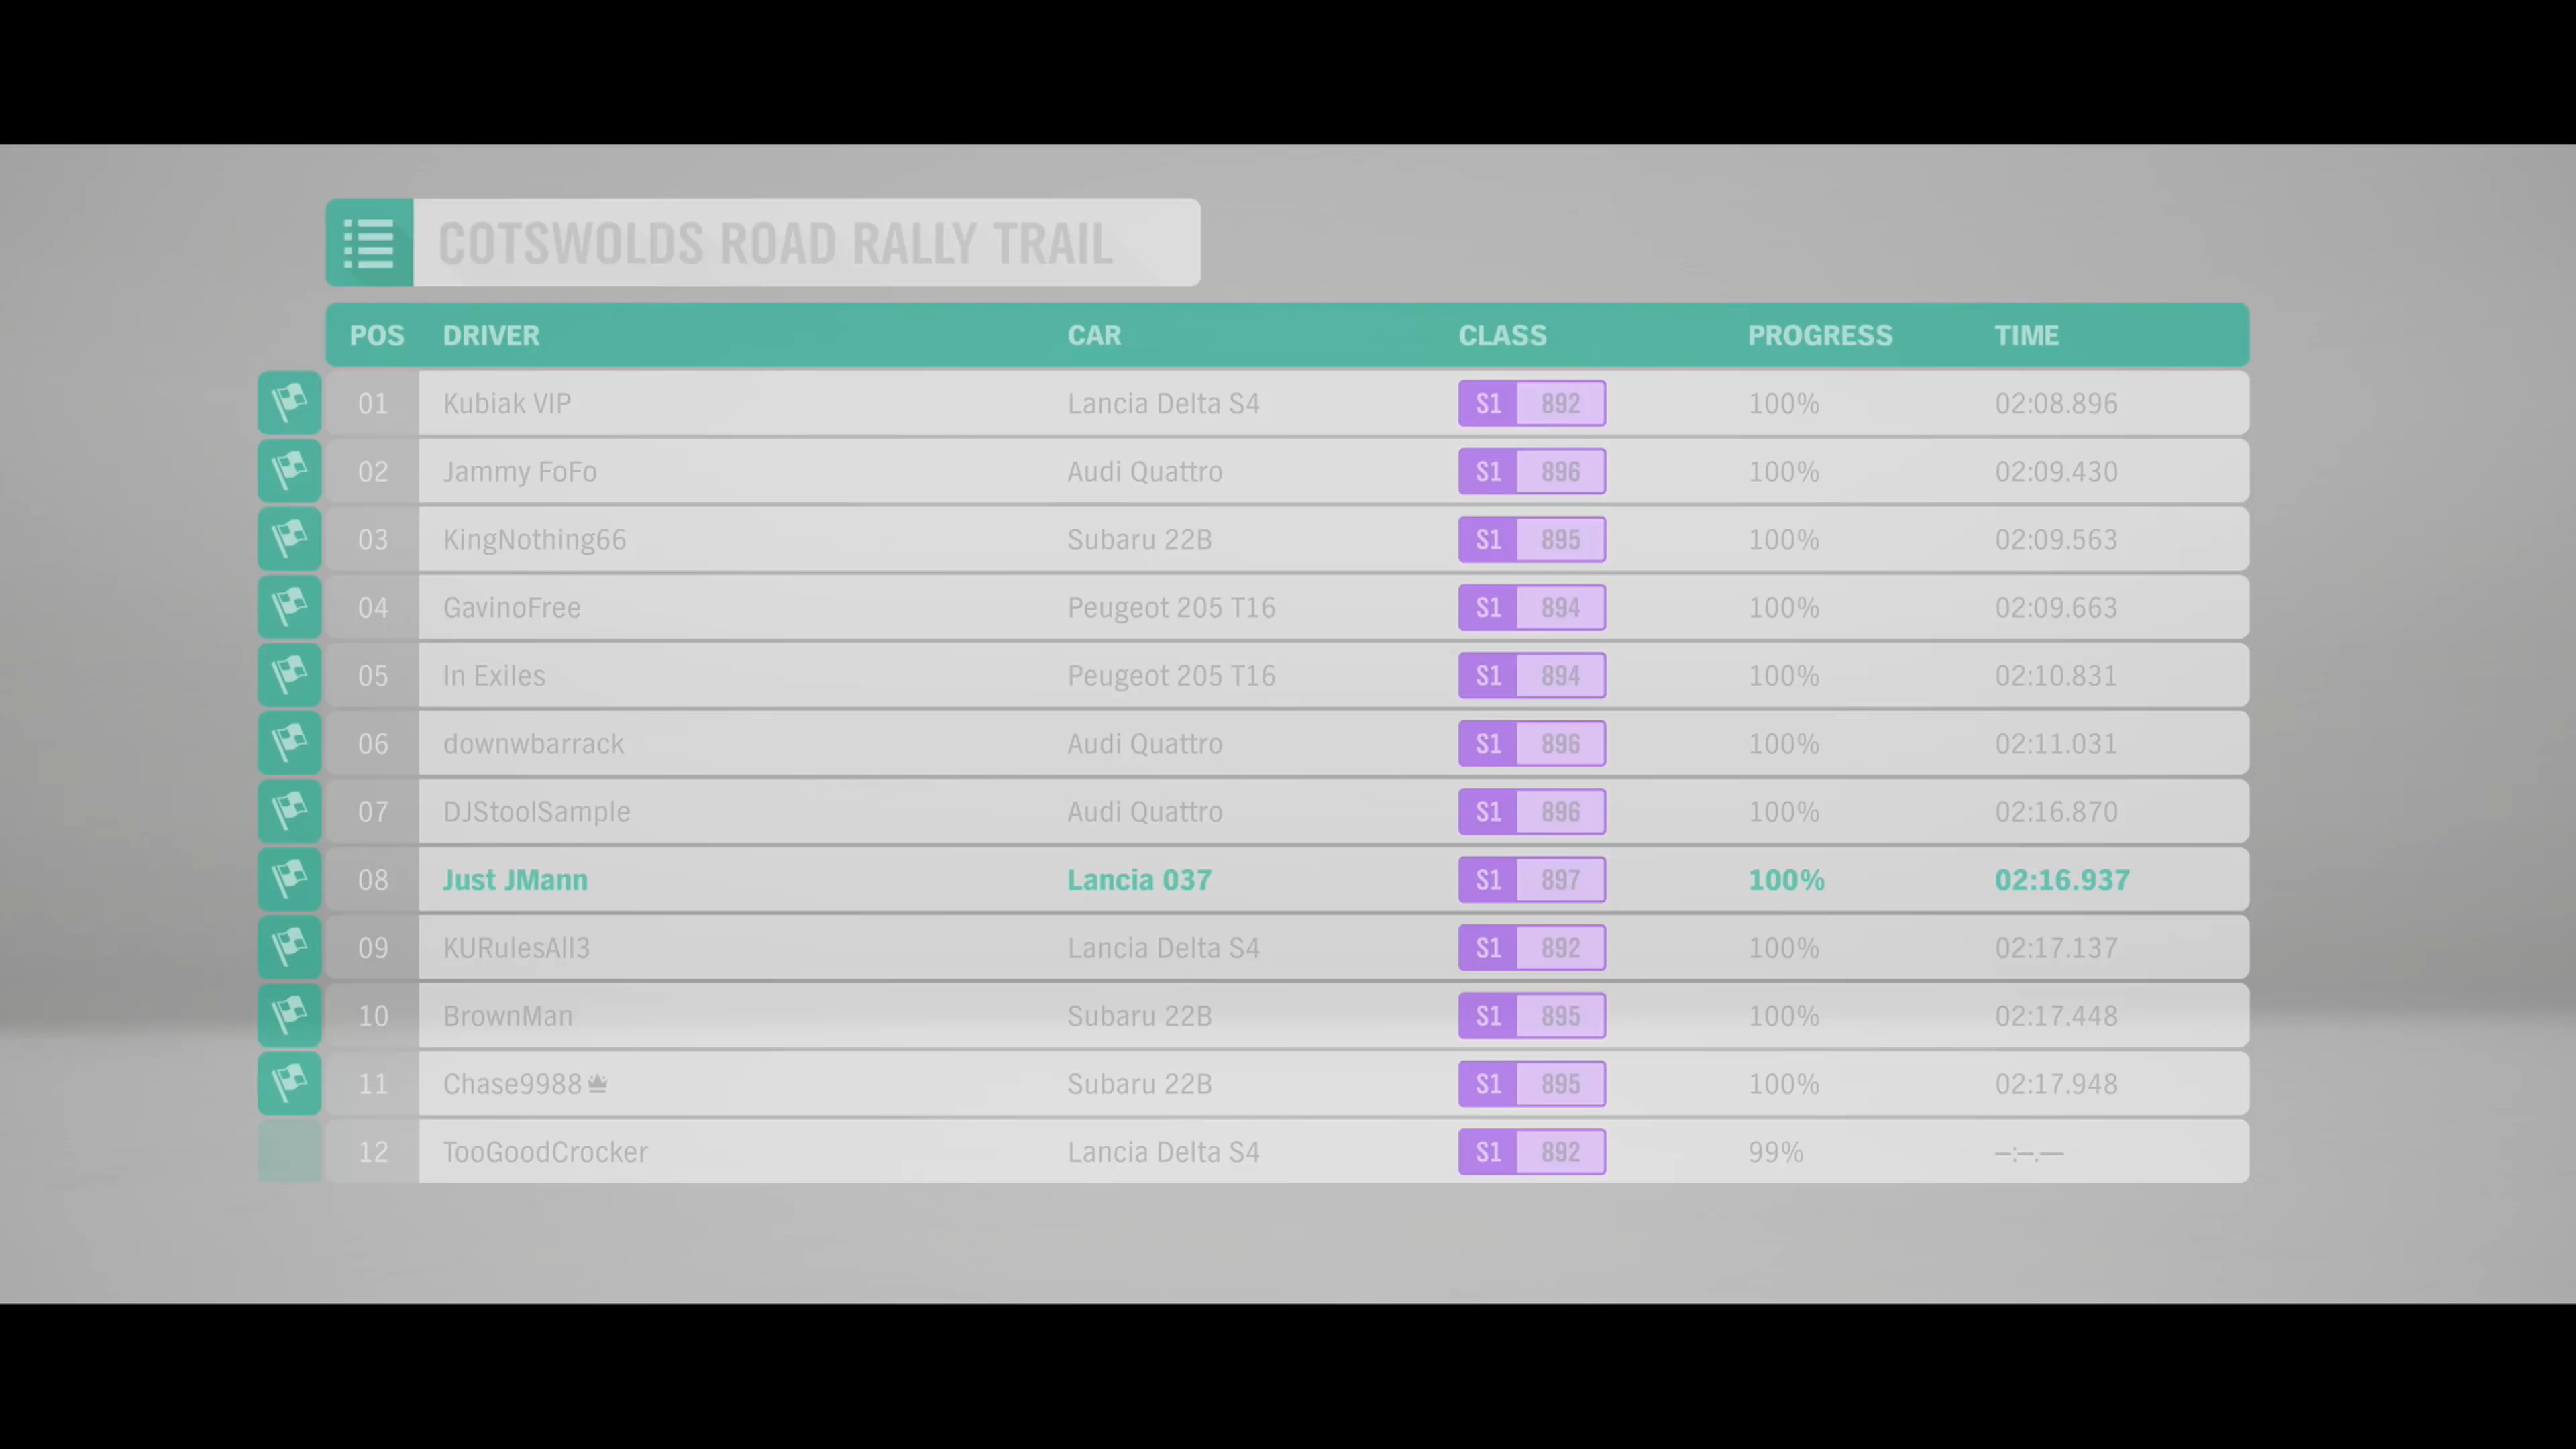 COTSWOLDS ROAD RALLY TRAIL
POS DRIVER CAR CLASS PROGRESS TIME
01 Kubiak VIP Lancia Delta S4 S1 892 100% 02:08.896
02 Jammy FoFo Audi Quattro S1 896 100% 02:09.430
03 KingNothing66 Subaru 22B S1 895 100% 02:09.563
04 GavinoFree Peugeot 205 T16 S1 894 100% 02:09.663
05 In Exiles Peugeot 205 T16 S1 894 100% 02:10.831
06 downwbarrack Audi Quattro S1 896 100% 02:11.031
07 DJStoolSample Audi Quattro S1 896 100% 02:16.870
08 Just JMann Lancia 037 S1 897 100% 02:16.937
09 KURulesAll3 Lancia Delta S4 S1 892 100% 02:17.137
10 BrownMan Subaru 22B S1 895 100% 02:17.448
11 Chase9988 Subaru 22B S1 895 100% 02:17.948
12 TooGoodCrocker Lancia Delta S4 S1 892 99% –:–.—